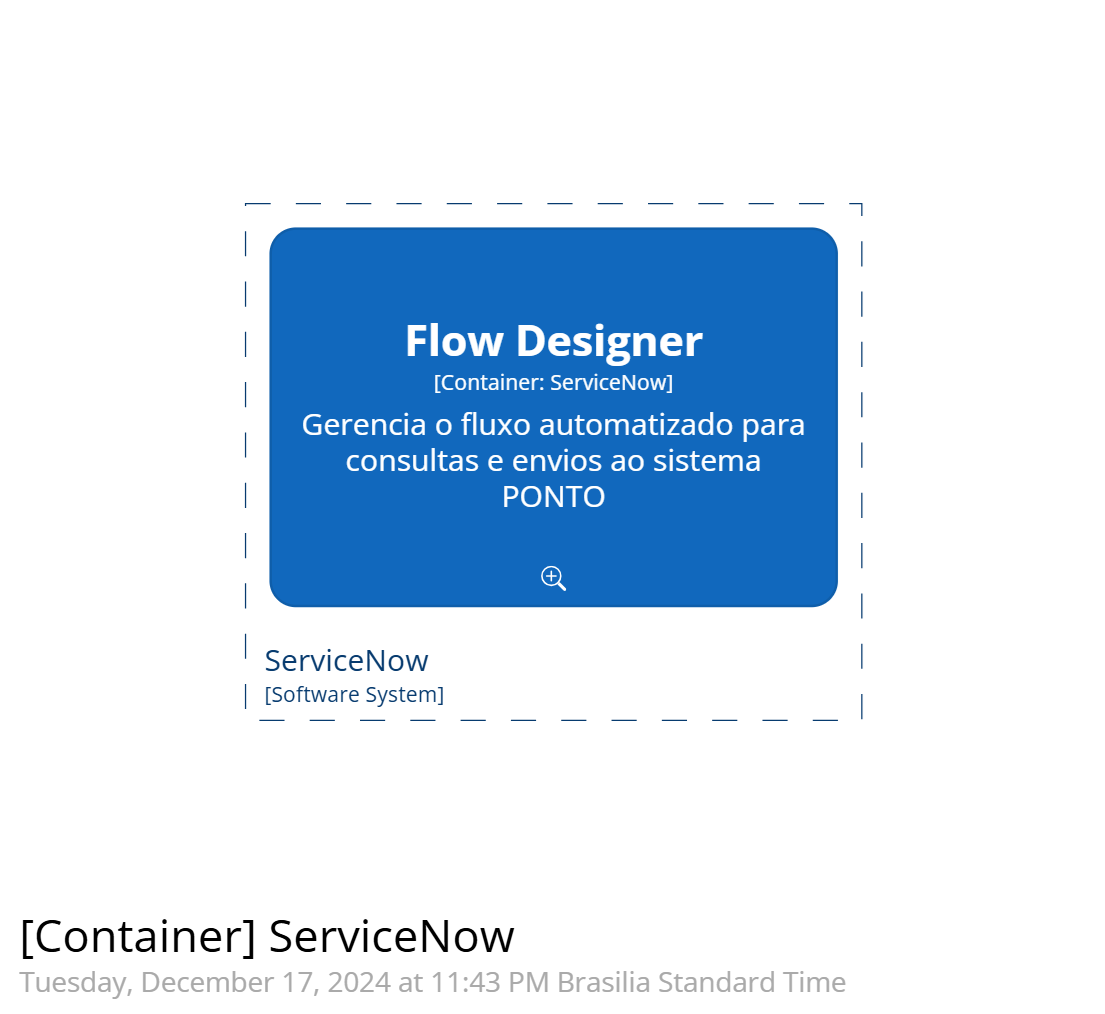 Flow Designer
[Container: ServiceNow]
Gerencia o fluxo automatizado para
consultas e envios ao sistema
PONTO
ServiceNow
[Software System]
[Container] ServiceNow
Tuesday, December 17, 2024 at 11:43 PM Brasilia Standard Time